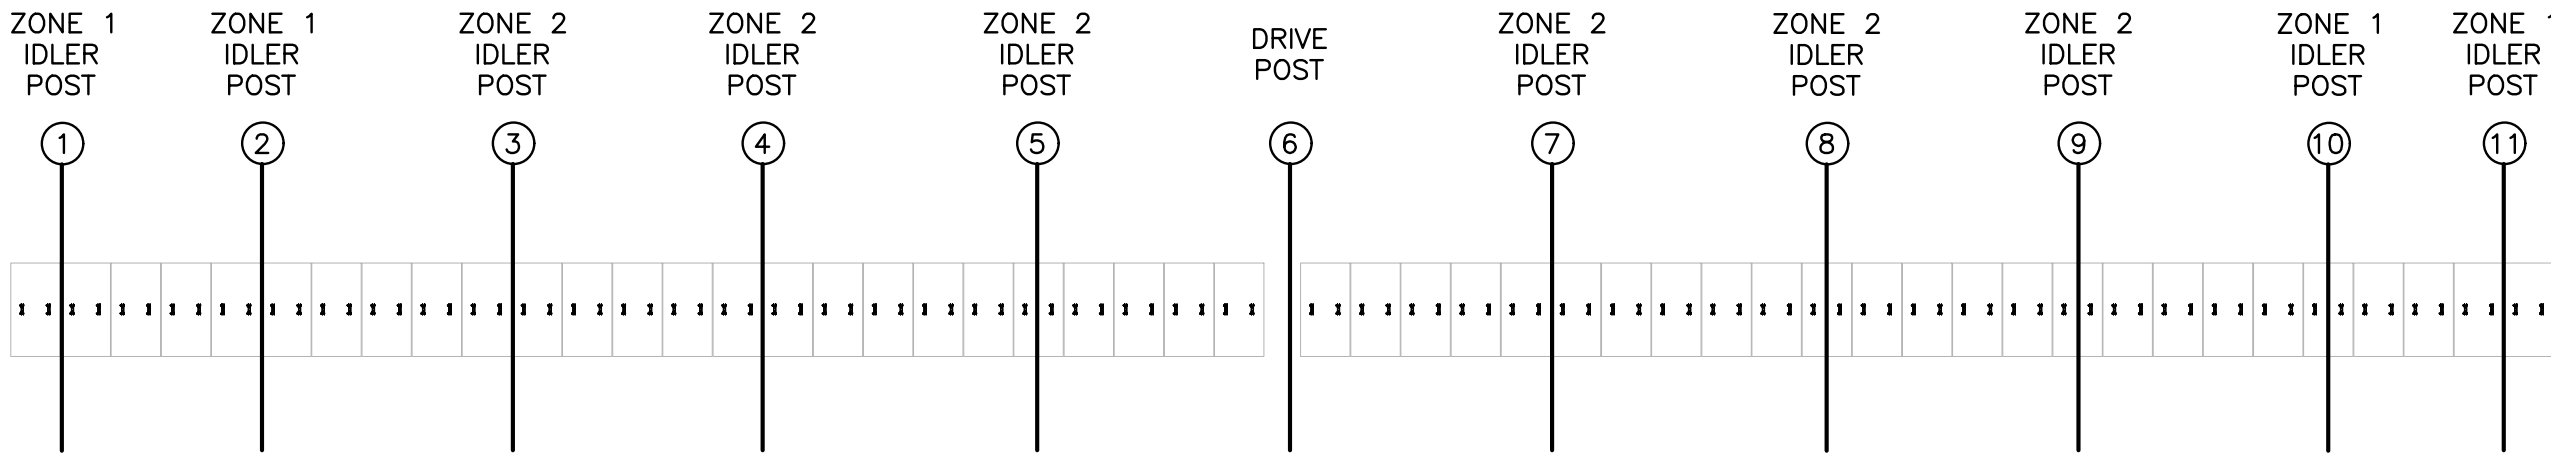 ZONE 1
IDLER
POST
1
ZONE 1
IDLER
POST
2
ZONE 2
IDLER
POST
3
ZONE 2
IDLER
POST
4
ZONE 2
IDLER
POST
5
DRIVE
POST
6
ZONE 2
IDLER
POST
7
ZONE 2
IDLER
POST
8
ZONE 2
IDLER
POST
9
ZONE 1
IDLER
POST
10
ZONE 1
IDLER
POST
11